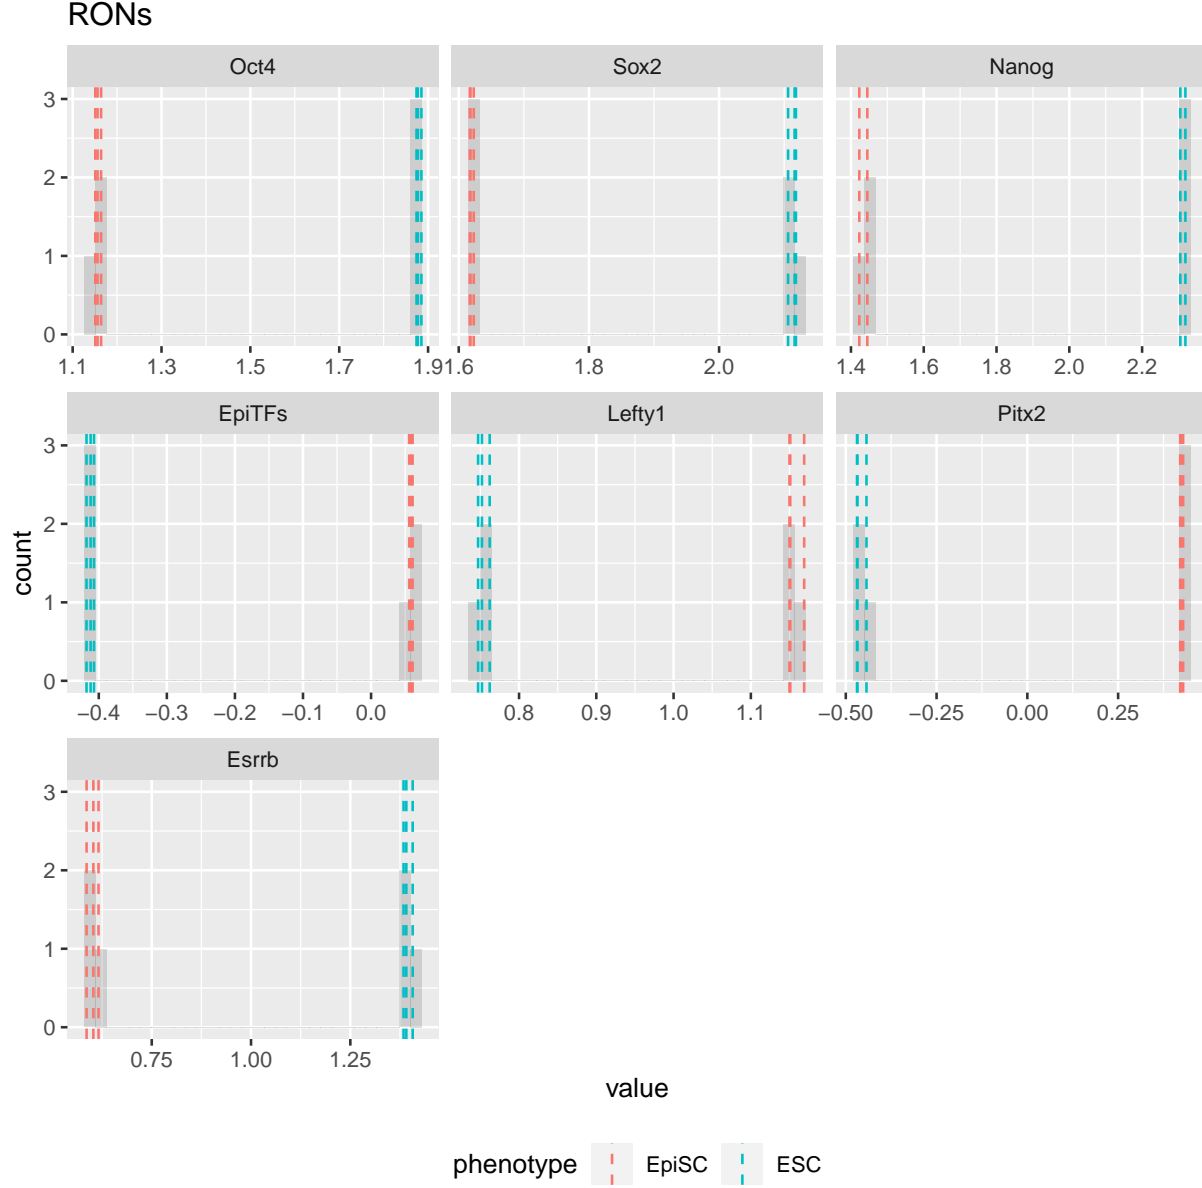 RONs
Oct4 Sox2 Nanog
3
2
1
0
1.1 1.3 1.5 1.7 1.9 1.6 1.8 2.0 1.4 1.6 1.8 2.0 2.2
EpiTFs Lefty1 Pitx2
3
2
1
0
−0.4 −0.3 −0.2 −0.1 0.0 0.8 0.9 1.0 1.1 −0.50 −0.25 0.00 0.25
count
Esrrb
3
2
1
0
0.75 1.00 1.25
value
phenotype EpiSC ESC